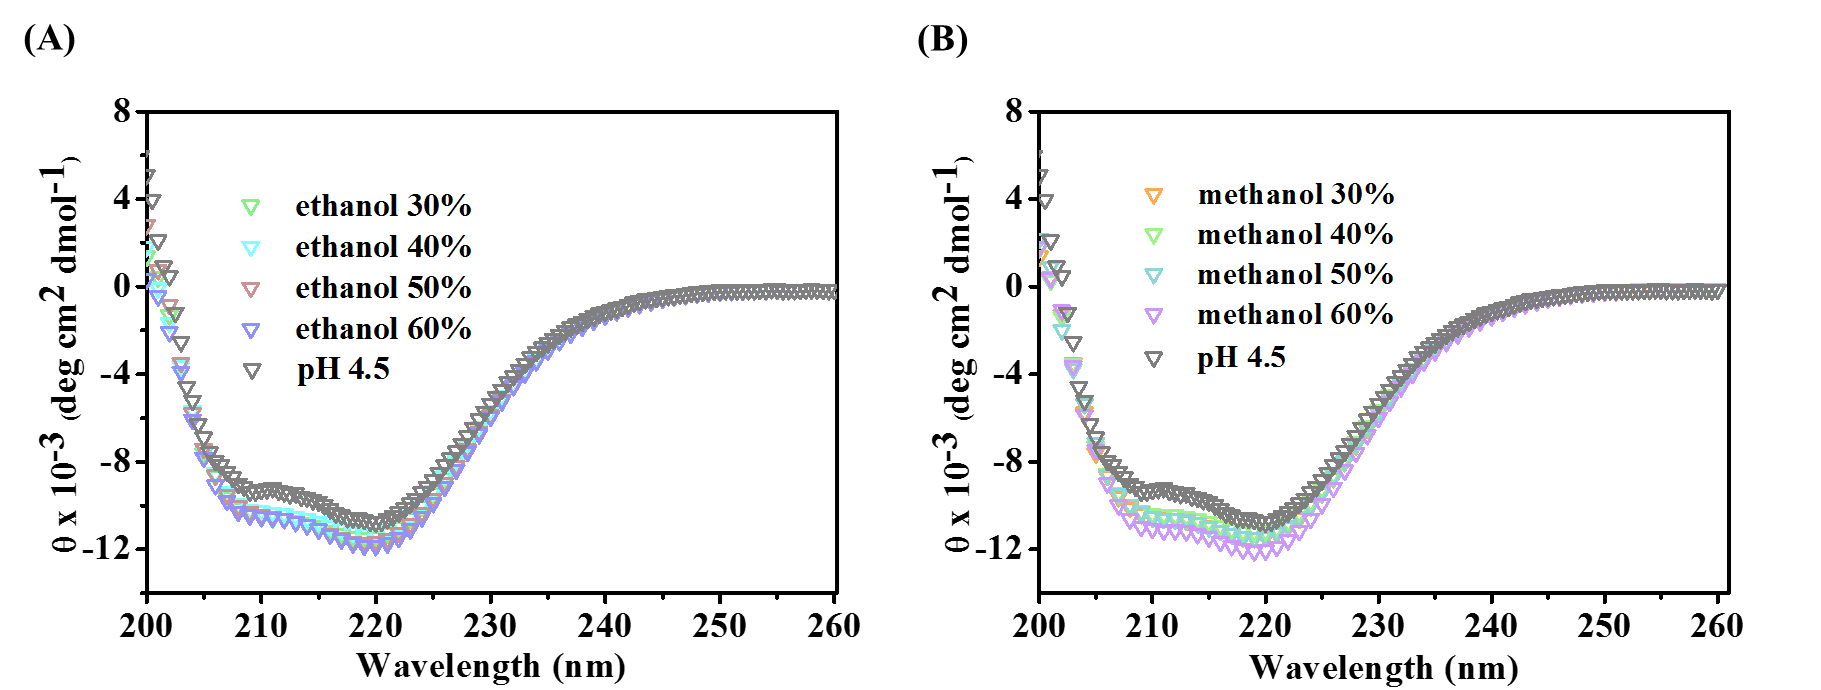 (A)
8
4
0
-4
-8
-12
θ x 10-3 (deg cm2 dmol-1)
ethanol 30%
ethanol 40%
ethanol 50%
ethanol 60%
pH 4.5
200 210 220 230 240 250 260
Wavelength (nm)
(B)
8
4
0
-4
-8
-12
θ x 10-3 (deg cm2 dmol-1)
methanol 30%
methanol 40%
methanol 50%
methanol 60%
pH 4.5
200 210 220 230 240 250 260
Wavelength (nm)